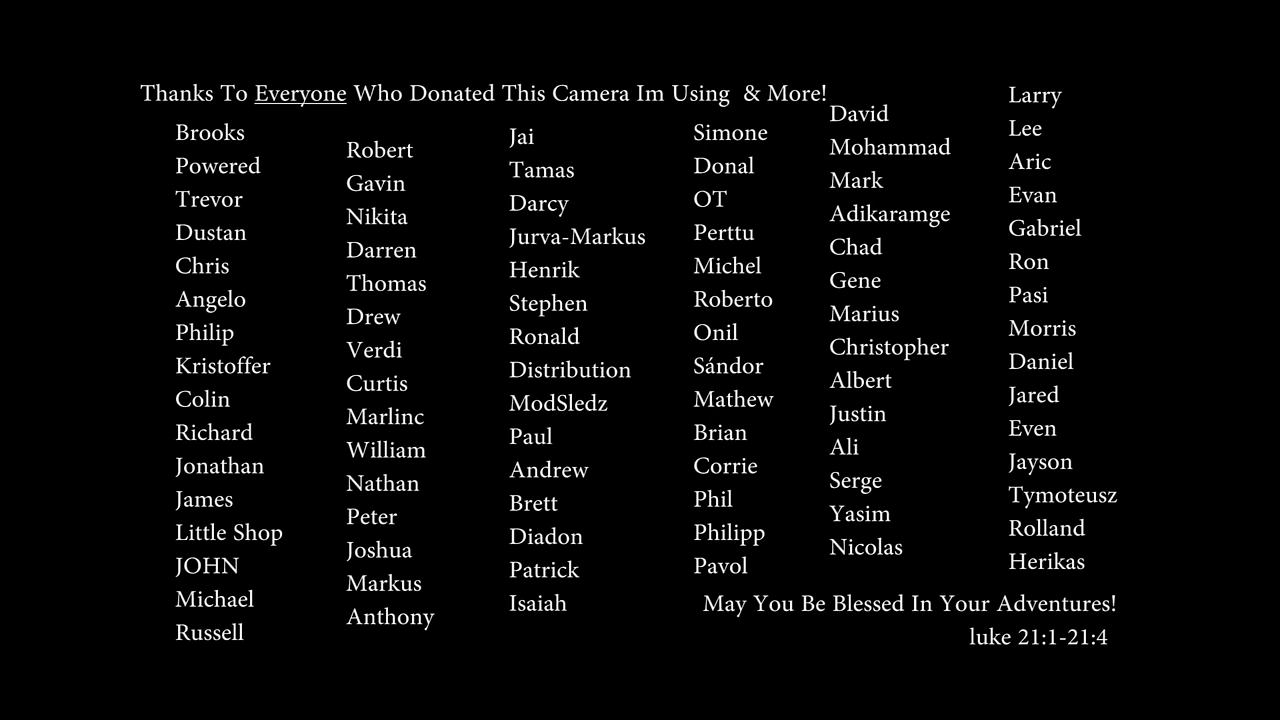 Thanks To Everyone Who Donated This Camera Im Using  & More!
Brooks
Powered
Trevor
Dustan
Chris
Angelo
Philip
Kristoffer
Colin
Richard
Jonathan
James
Little Shop
JOHN
Michael
Russell
Robert
Gavin
Nikita
Darren
Thomas
Drew
Verdi
Curtis
Marlinc
William
Nathan
Peter
Joshua
Markus
Anthony
Jai
Tamas
Darcy
Jurva-Markus
Henrik
Stephen
Ronald
Distribution
ModSledz
Paul
Andrew
Brett
Diadon
Patrick
Isaiah
Simone
Donal
OT
Perttu
Michel
Roberto
Onil
Sándor
Mathew
Brian
Corrie
Phil
Philipp
Pavol
David
Mohammad
Mark
Adikaramge
Chad
Gene
Marius
Christopher
Albert
Justin
Ali
Serge
Yasim
Nicolas
Larry
Lee
Aric
Evan
Gabriel
Ron
Pasi
Morris
Daniel
Jared
Even
Jayson
Tymoteusz
Rolland
Herikas
May You Be Blessed In Your Adventures!
luke 21:1-21:4